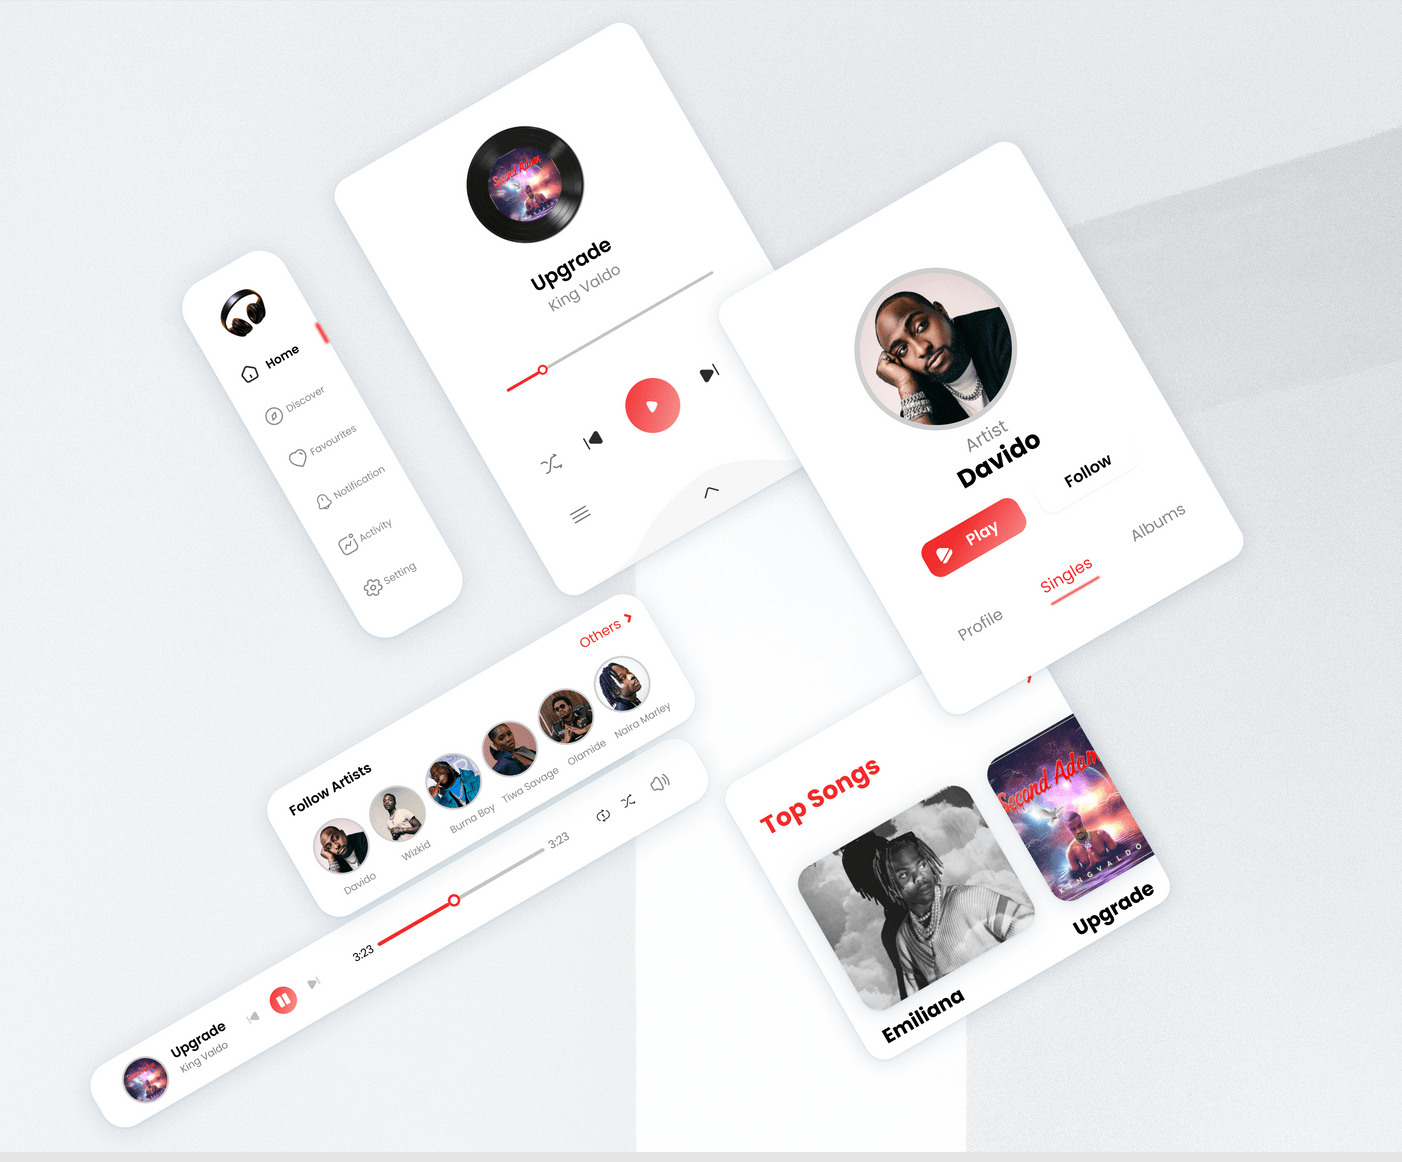 Second Adam
Upgrade
King Valdo
Home
Discover
Favourites
Notification
Activity
Setting
Artist
Davido
Play
Follow
Profile
Singles
Albums
Others
Follow Artists
Davido
Wizkid
Burna Boy
Tiwa Savage
Olamide
Naira Marley
Upgrade
King Valdo
3:23
3:23
Top Songs
Emiliana
Second Adam
KINGVALDO
Upgrade